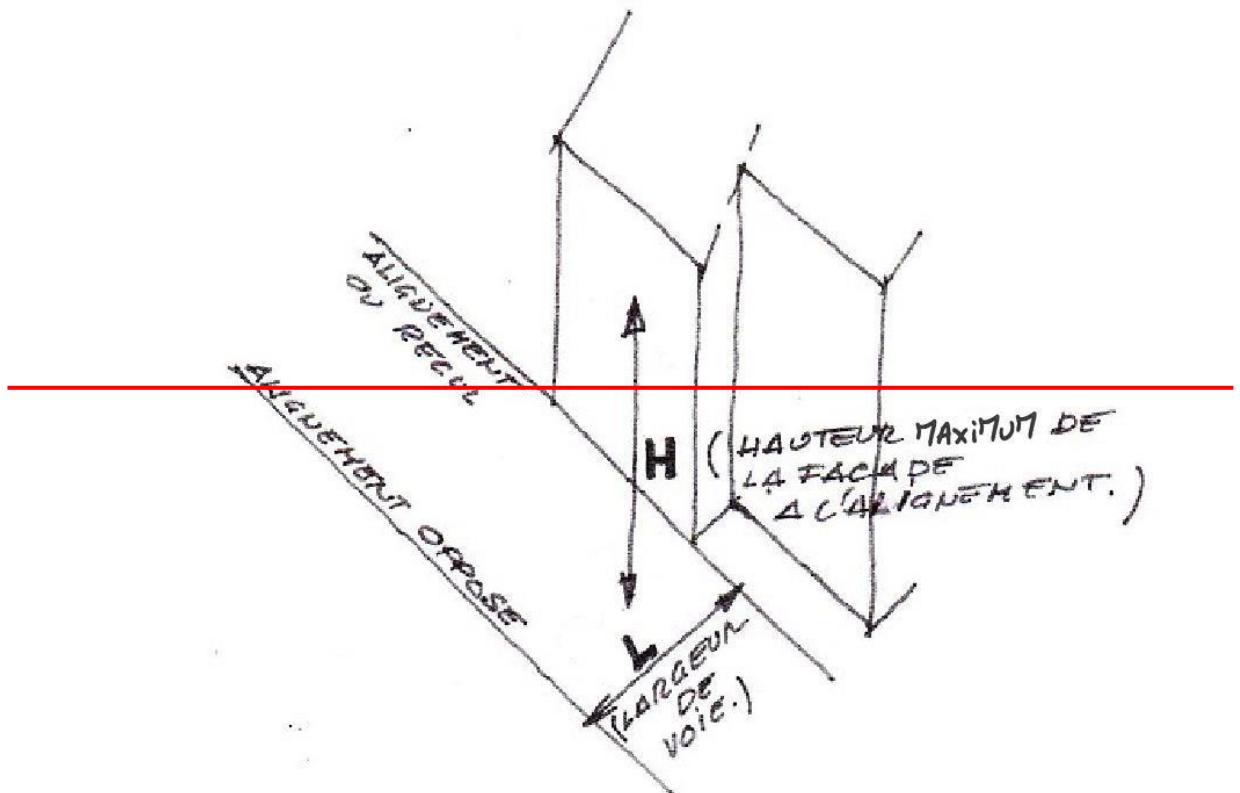 ALIGNEMENT
OU RECUL
ALIGNEMENT OPPOSE
H
(HAUTEUR MAXIMUM DE
LA FACADE
A L'ALIGNEMENT.)
L
(LARGEUR
DE
VOIE.)